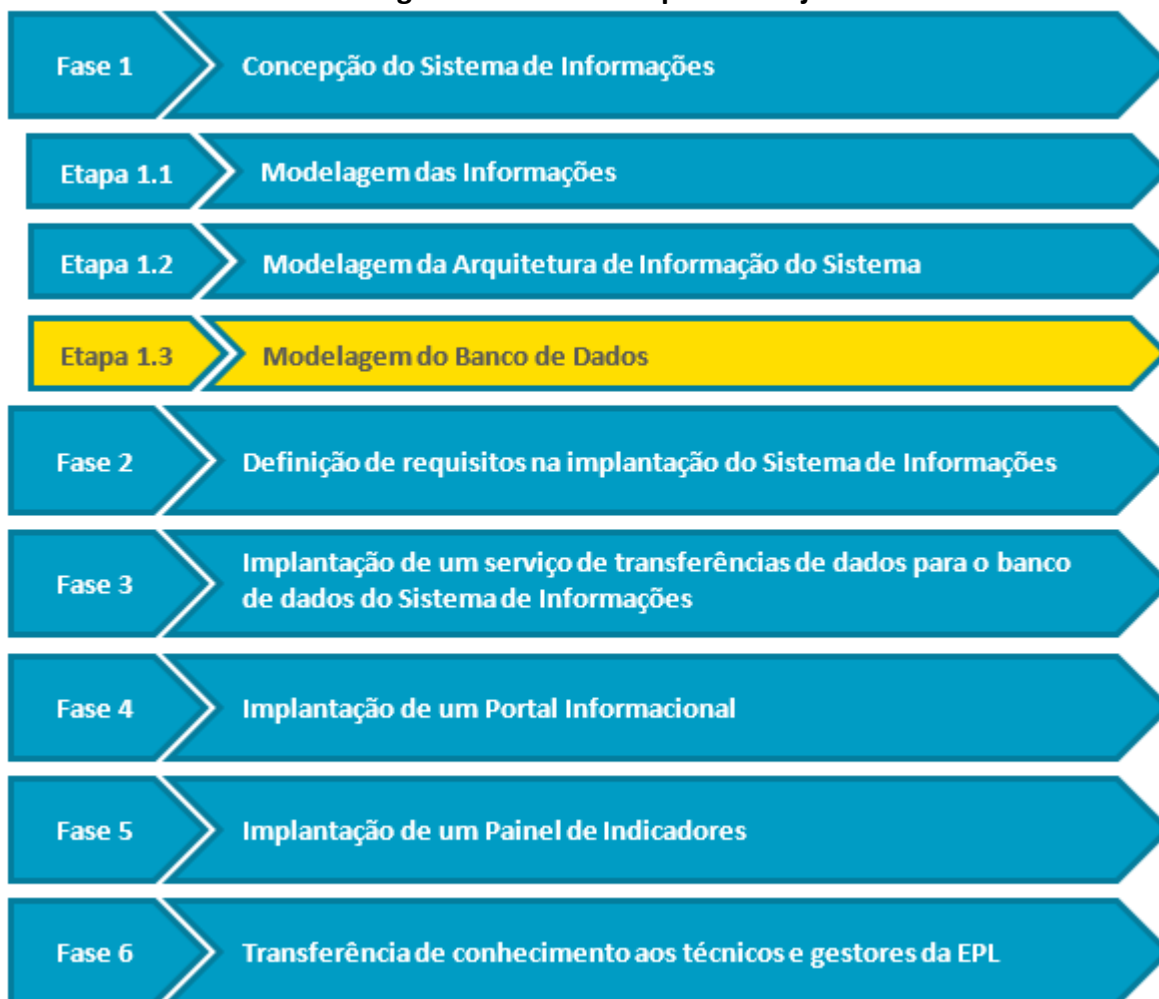 Fase 1 Concepção do Sistema de Informações
Etapa 1.1 Modelagem das Informações
Etapa 1.2 Modelagem da Arquitetura de Informação do Sistema
Etapa 1.3 Modelagem do Banco de Dados
Fase 2 Definição de requisitos na implantação do Sistema de Informações
Fase 3 Implantação de um serviço de transferências de dados para o banco
de dados do Sistema de Informações
Fase 4 Implantação de um Portal Informacional
Fase 5 Implantação de um Painel de Indicadores
Fase 6 Transferência de conhecimento aos técnicos e gestores da EPL